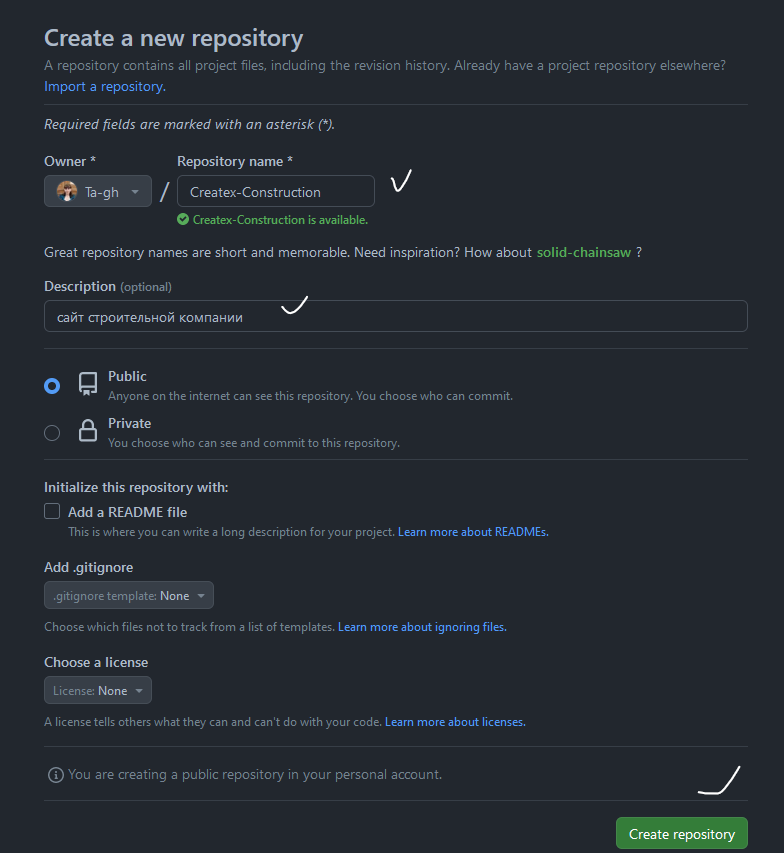 Create a new repository
A repository contains all project files, including the revision history. Already have a project repository elsewhere?
Import a repository.
Required fields are marked with an asterisk (*).
Owner * Repository name *
Ta-gh / Createx-Construction
Createx-Construction is available.
Great repository names are short and memorable. Need inspiration? How about solid-chainsaw ?
Description (optional)
сайт строительной компании
Public
Anyone on the internet can see this repository. You choose who can commit.
Private
You choose who can see and commit to this repository.
Initialize this repository with:
Add a README file
This is where you can write a long description for your project. Learn more about READMEs.
Add .gitignore
.gitignore template: None
Choose which files not to track from a list of templates. Learn more about ignoring files.
Choose a license
License: None
A license tells others what they can and can't do with your code. Learn more about licenses.
You are creating a public repository in your personal account.
Create repository